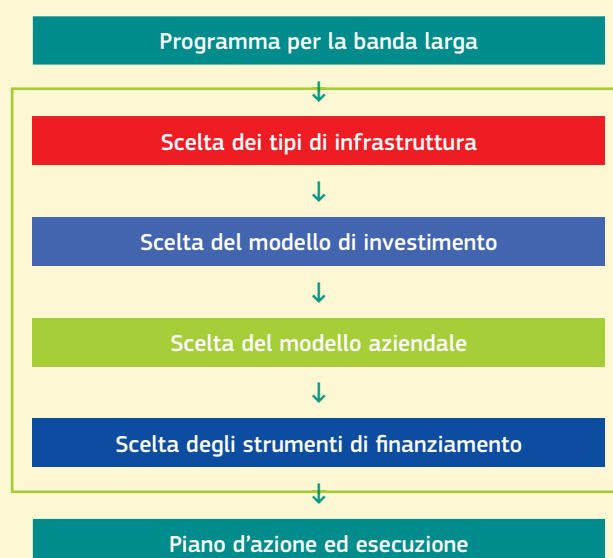 Programma per la banda larga
Scelta dei tipi di infrastruttura
Scelta del modello di investimento
Scelta del modello aziendale
Scelta degli strumenti di finanziamento
Piano d'azione ed esecuzione